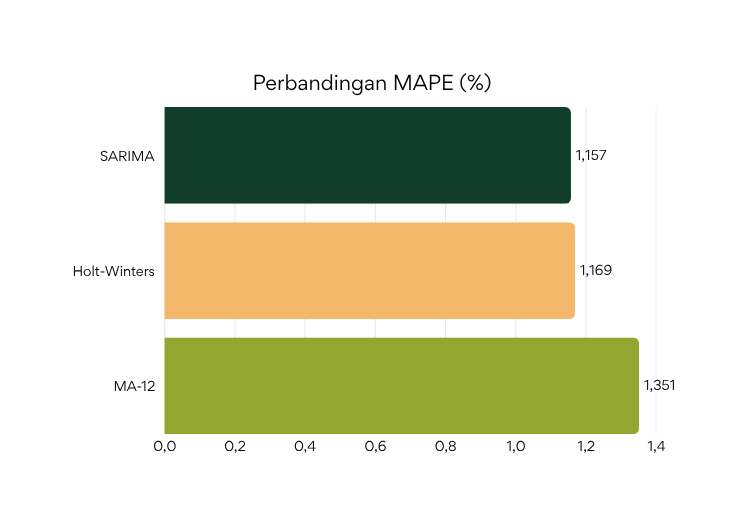 Perbandingan MAPE (%)
SARIMA
1,157
Holt-Winters
1,169
MA-12
1,351
0,0 0,2 0,4 0,6 0,8 1,0 1,2 1,4